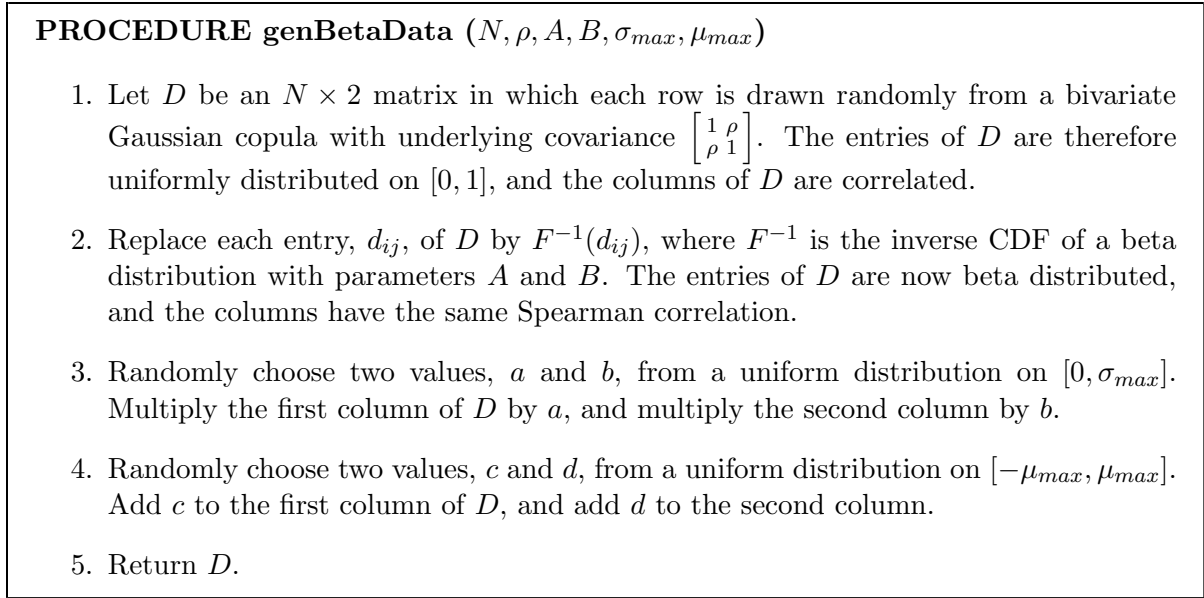 PROCEDURE genBetaData (N, ρ, A, B, σ_max, μ_max)
1. Let D be an N × 2 matrix in which each row is drawn randomly from a bivariate
Gaussian copula with underlying covariance [1 ρ; ρ 1]. The entries of D are therefore
uniformly distributed on [0, 1], and the columns of D are correlated.
2. Replace each entry, d_ij, of D by F⁻¹(d_ij), where F⁻¹ is the inverse CDF of a beta
distribution with parameters A and B. The entries of D are now beta distributed,
and the columns have the same Spearman correlation.
3. Randomly choose two values, a and b, from a uniform distribution on [0, σ_max].
Multiply the first column of D by a, and multiply the second column by b.
4. Randomly choose two values, c and d, from a uniform distribution on [−μ_max, μ_max].
Add c to the first column of D, and add d to the second column.
5. Return D.